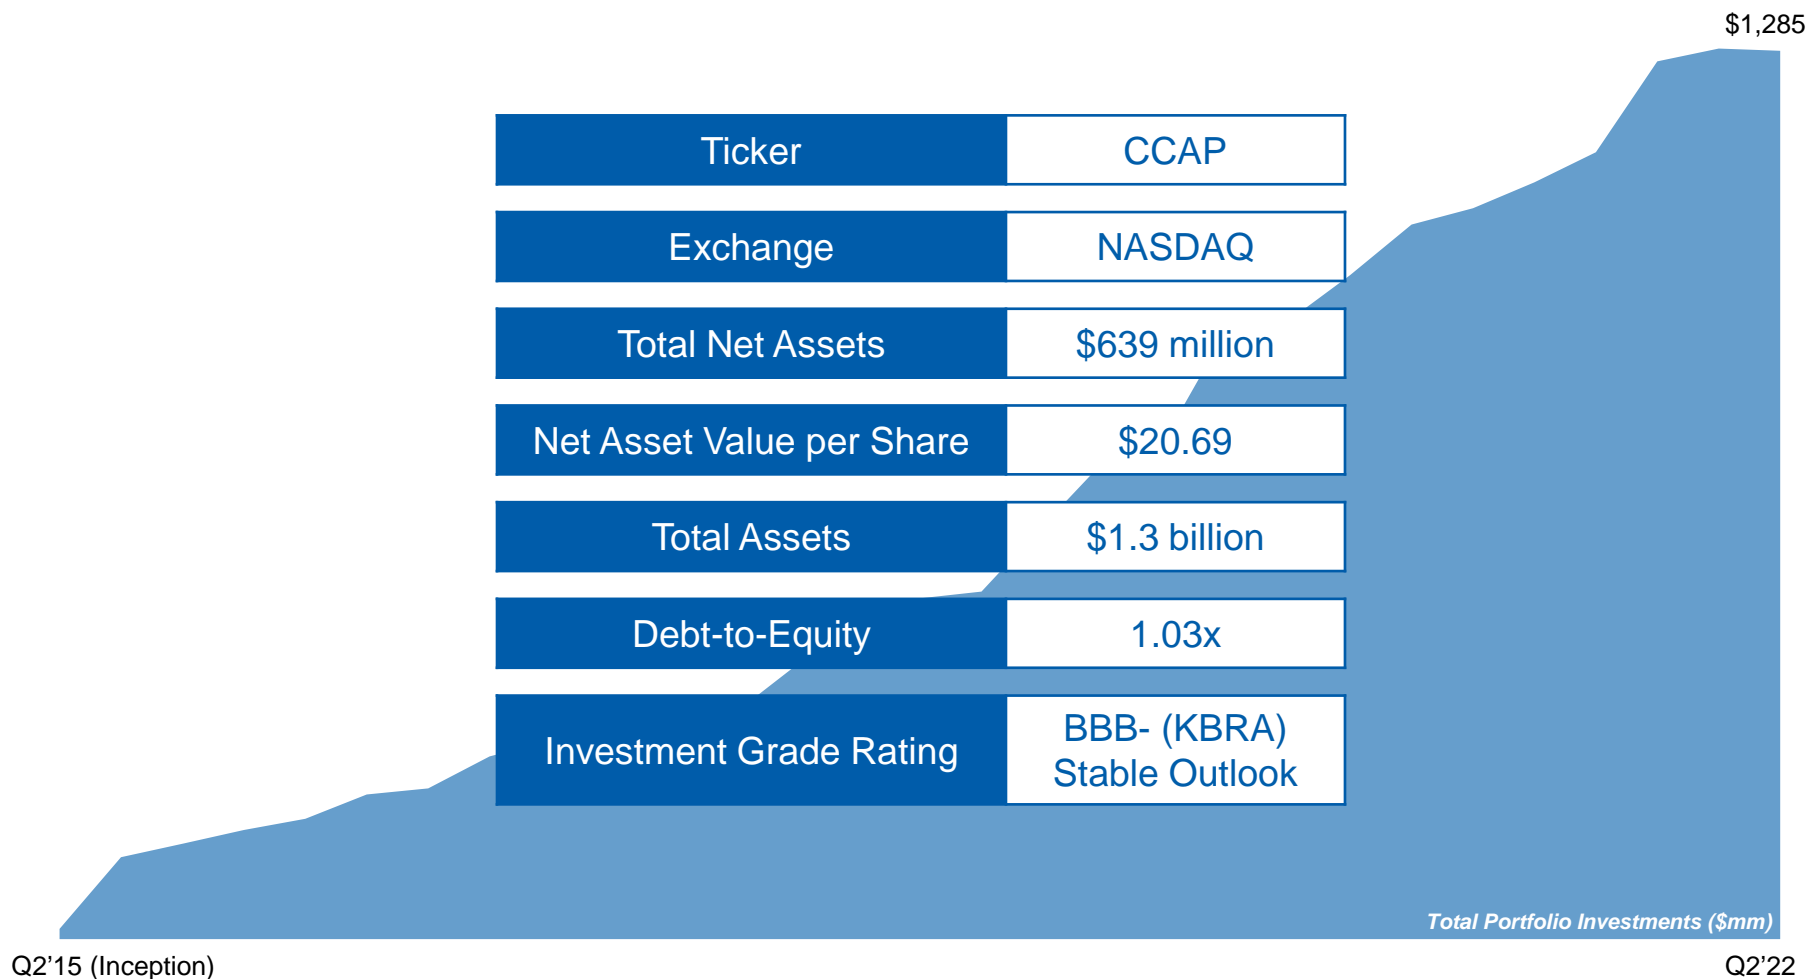 $1,285
Ticker CCAP
Exchange NASDAQ
Total Net Assets $639 million
Net Asset Value per Share $20.69
Total Assets $1.3 billion
Debt-to-Equity 1.03x
Investment Grade Rating BBB- (KBRA)
Stable Outlook
Total Portfolio Investments ($mm)
Q2’15 (Inception) Q2’22